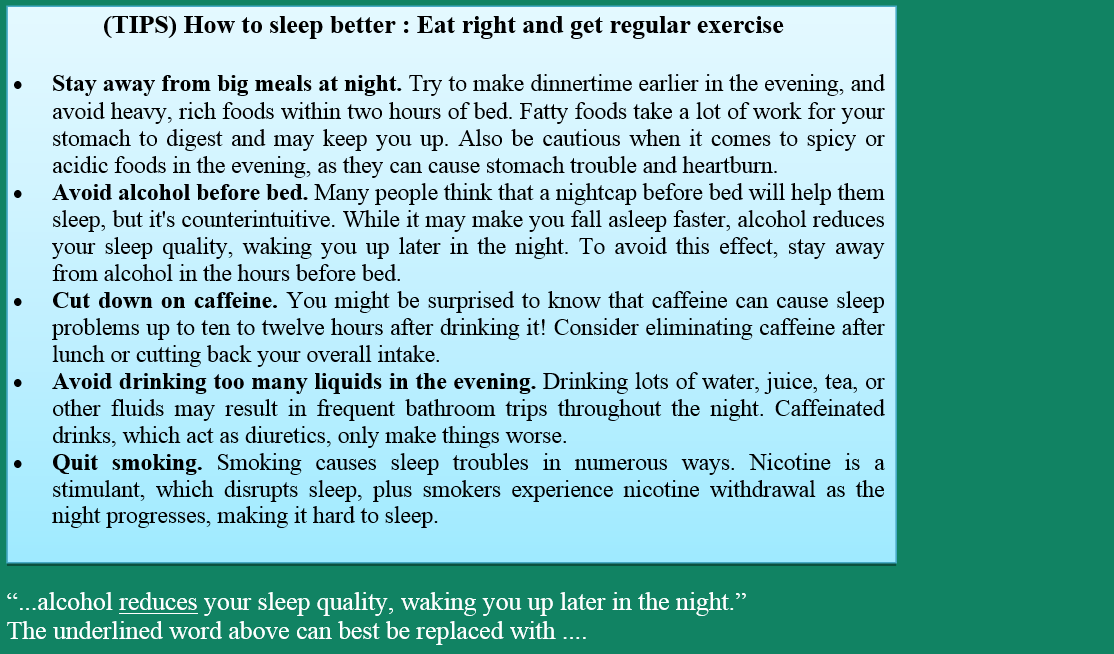 (TIPS) How to sleep better : Eat right and get regular exercise
• Stay away from big meals at night. Try to make dinnertime earlier in the evening, and
avoid heavy, rich foods within two hours of bed. Fatty foods take a lot of work for your
stomach to digest and may keep you up. Also be cautious when it comes to spicy or
acidic foods in the evening, as they can cause stomach trouble and heartburn.
• Avoid alcohol before bed. Many people think that a nightcap before bed will help them
sleep, but it's counterintuitive. While it may make you fall asleep faster, alcohol reduces
your sleep quality, waking you up later in the night. To avoid this effect, stay away
from alcohol in the hours before bed.
• Cut down on caffeine. You might be surprised to know that caffeine can cause sleep
problems up to ten to twelve hours after drinking it! Consider eliminating caffeine after
lunch or cutting back your overall intake.
• Avoid drinking too many liquids in the evening. Drinking lots of water, juice, tea, or
other fluids may result in frequent bathroom trips throughout the night. Caffeinated
drinks, which act as diuretics, only make things worse.
• Quit smoking. Smoking causes sleep troubles in numerous ways. Nicotine is a
stimulant, which disrupts sleep, plus smokers experience nicotine withdrawal as the
night progresses, making it hard to sleep.
“...alcohol reduces your sleep quality, waking you up later in the night.”
The underlined word above can best be replaced with ....